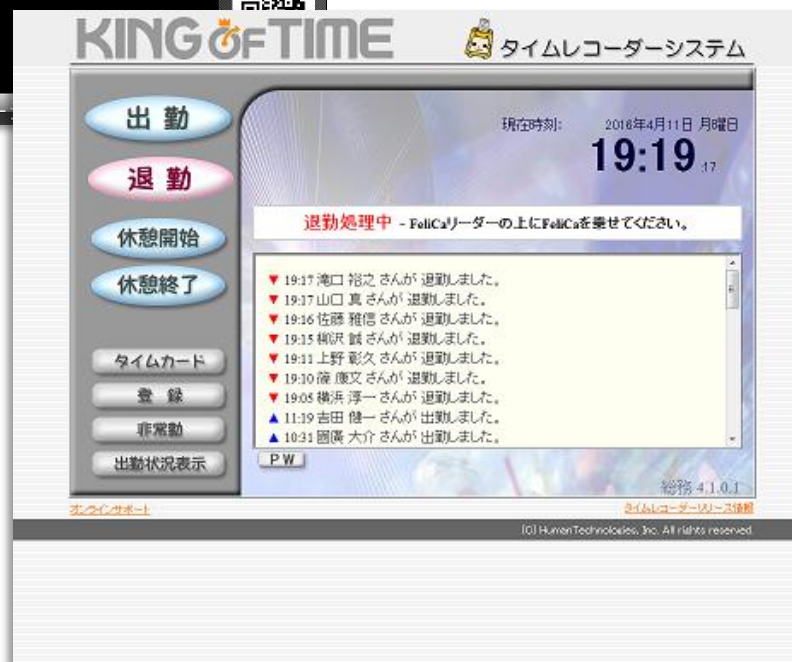 KING OF TIME
タイムレコーダーシステム
出勤
退勤
休憩開始
休憩終了
タイムカード
登録
非常勤
出勤状況表示
現在時刻: 2016年4月11日 月曜日
19:19 :17
退勤処理中 - FeliCaリーダーの上にFeliCaを乗せてください。
▼ 19:17 滝口 裕之 さんが 退勤しました。
▼ 19:17 山口 真 さんが 退勤しました。
▼ 19:16 佐藤 雅信 さんが 退勤しました。
▼ 19:15 柳沢 誠 さんが 退勤しました。
▼ 19:11 上野 彰久 さんが 退勤しました。
▼ 19:10 康文 さんが 退勤しました。
▼ 19:05 横浜 淳一 さんが 退勤しました。
▲ 11:19 吉田 健一 さんが 出勤しました。
▲ 10:31 國廣 大介 さんが 出勤しました。
PW
総務 4.1.0.1
オンラインサポート
タイムレコーダーリリース情報
(C) HumanTechnologies, Inc. All rights reserved.